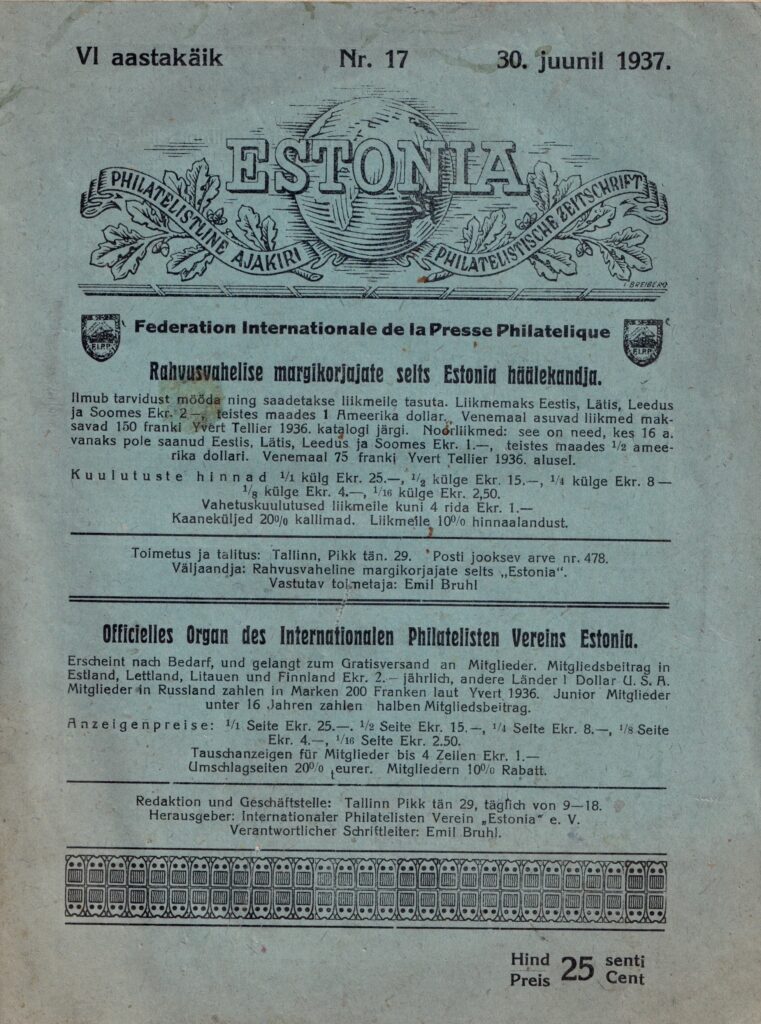 VI aastakäik Nr. 17 30. juunil 1937.
ESTONIA
PHILATELISTLINE AJAKIRI
PHILATELISTISCHE ZEITSCHRIFT
BREIBERG
Federation Internationale de la Presse Philatelique
F.I.P.P.
F.I.P.P.
Rahvusvahelise margikorjajate selts Estonia häälekandja.
Ilmub tarvidust mööda ning saadetakse liikmeile tasuta. Liikmemaks Eestis, Lätis, Leedus
ja Soomes Ekr. 2—, teistes maades 1 Ameerika dollar. Venemaal asuvad liikmed mak-
savad 150 franki Yvert Tellier 1936. katalogi järgi. Noorliikmed: see on need, kes 16 a.
vanaks pole saanud Eestis, Lätis, Leedus ja Soomes Ekr. 1.—, teistes maades 1/2 amee-
rika dollari. Venemaal 75 franki Yvert Tellier 1936. alusel.
Kuulutuste hinnad 1/1 külg Ekr. 25.—, 1/2 külge Ekr. 15.—, 1/4 külge Ekr. 8—
1/8 külge Ekr. 4.—, 1/16 külge Ekr. 2,50.
Vahetuskuulutused liikmeile kuni 4 rida Ekr. 1.—
Kaaneküljed 20% kallimad. Liikmeile 10% hinnaalandust.
Toimetus ja talitus: Tallinn, Pikk tän. 29. Posti jooksev arve nr. 478.
Väljaandja: Rahvusvaheline margikorjajate selts „Estonia“.
Vastutav toimetaja: Emil Bruhl
Officielles Organ des Internationalen Philatelisten Vereins Estonia.
Erscheint nach Bedarf, und gelangt zum Gratisversand an Mitglieder. Mitgliedsbeitrag in
Estland, Lettland, Litauen und Finnland Ekr. 2.— jährlich, andere Länder 1 Dollar U. S. A.
Mitglieder in Russland zahlen in Marken 200 Franken laut Yvert 1936. Junior Mitglieder
unter 16 Jahren zahlen halben Mitgliedsbeitrag.
Anzeigenpreise: 1/1 Seite Ekr. 25.—. 1/2 Seite Ekr. 15.—, 1/4 Seite Ekr. 8.—, 1/8 Seite
Ekr. 4.—, 1/16 Seite Ekr. 2.50.
Tauschanzeigen für Mitglieder bis 4 Zeilen Ekr. 1.—
Umschlagseiten 20% teurer. Mitgliedern 10% Rabatt.
Redaktion und Geschäftstelle: Tallinn Pikk tän 29, täglich von 9—18.
Herausgeber: Internationaler Philatelisten Verein „Estonia“ e. V.
Verantwortlicher Schriftleiter: Emil Bruhl.
Hind 25 senti
Preis Cent